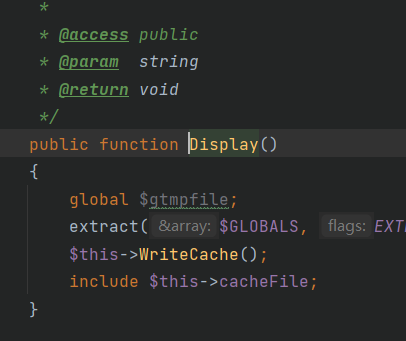 *
* @access public
* @param  string
* @return void
*/
public function Display()
{
global $gtmpfile;
extract( &array: $GLOBALS,  flags: EXT
$this->WriteCache();
include $this->cacheFile;
}